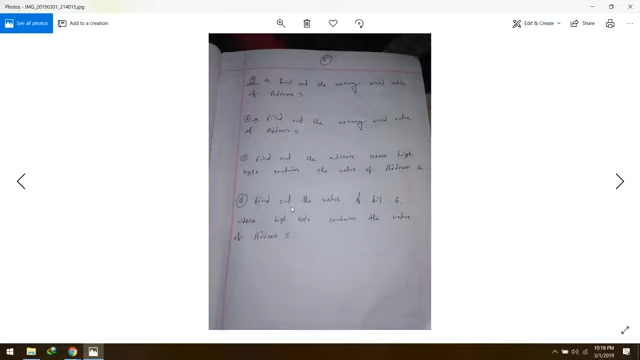 Photos - IMG_20190301_214015.jpg
See all photos
Add to a creation
Edit & Create
Share
Find out the memory word value
of Address
Find out the memory word value
of Address
Find out the address whose high
byte contains the value of Address
Find out the value of bit 6
whose high byte contains the value
of Address 5
10:18 PM
3/1/2019